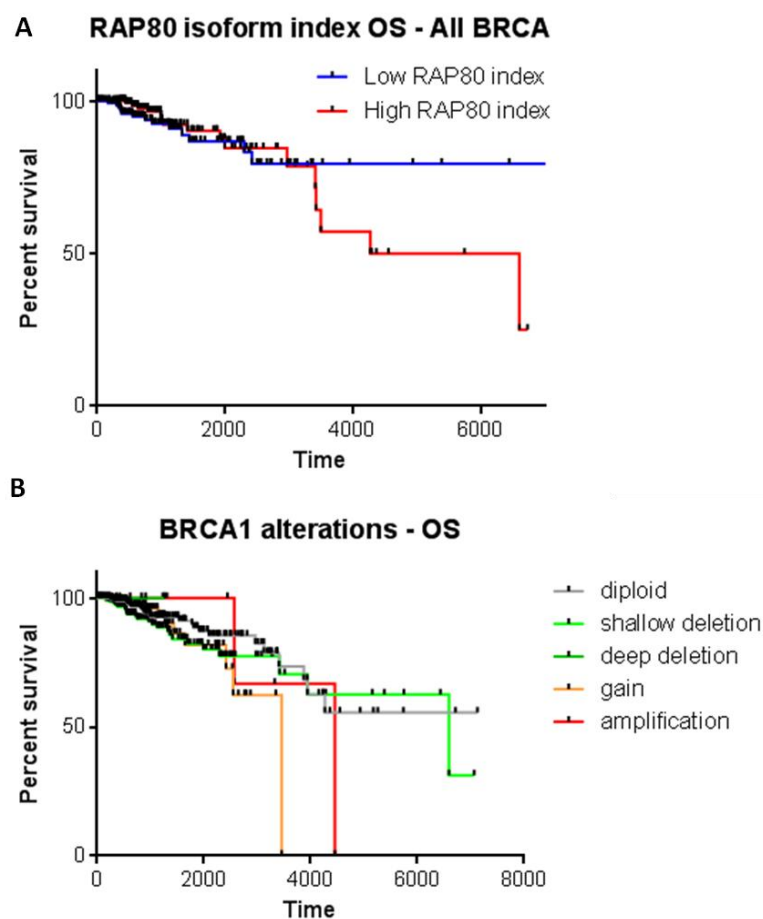 A
RAP80 isoform index OS - All BRCA
Low RAP80 index
High RAP80 index
100
50
0
Percent survival
0 2000 4000 6000
Time
B
BRCA1 alterations - OS
diploid
shallow deletion
deep deletion
gain
amplification
100
50
0
Percent survival
0 2000 4000 6000 8000
Time